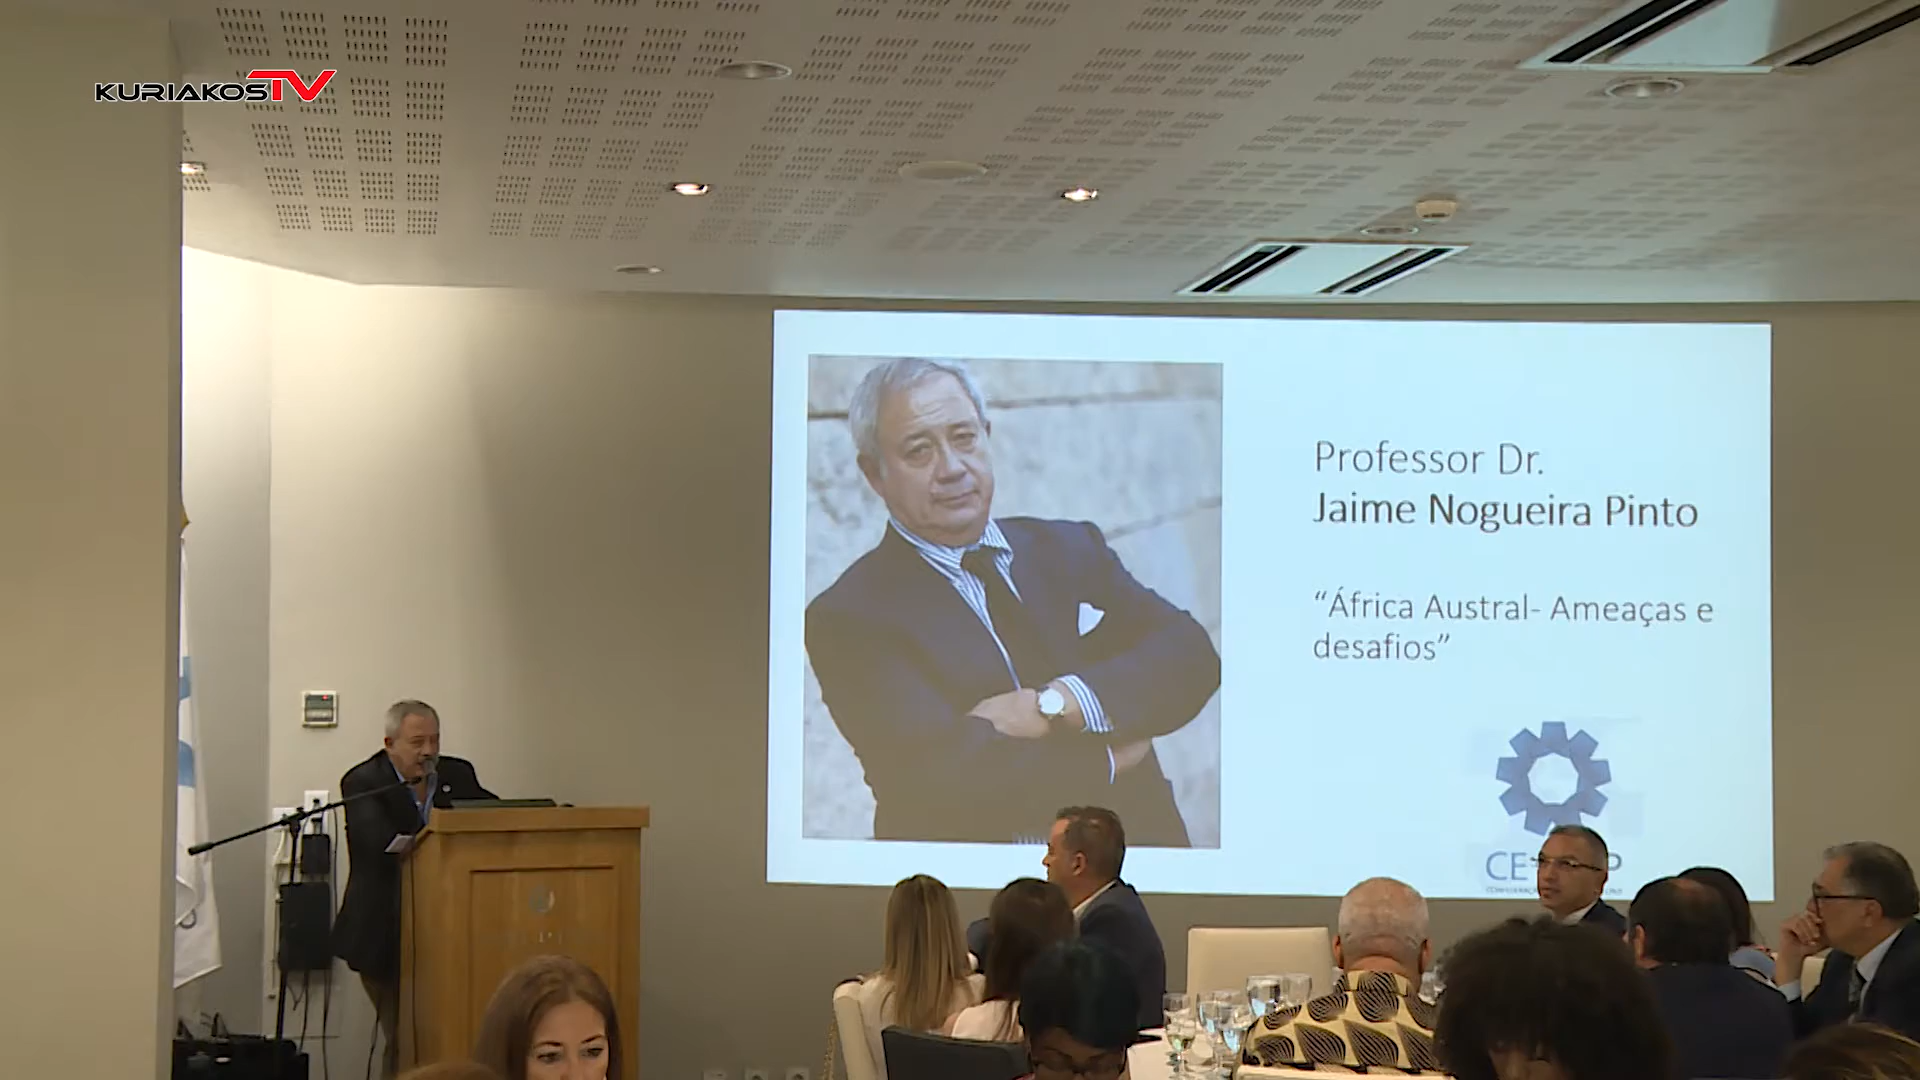 KURIAKOSTV
Professor Dr.
Jaime Nogueira Pinto
“África Austral- Ameaças e
desafios”